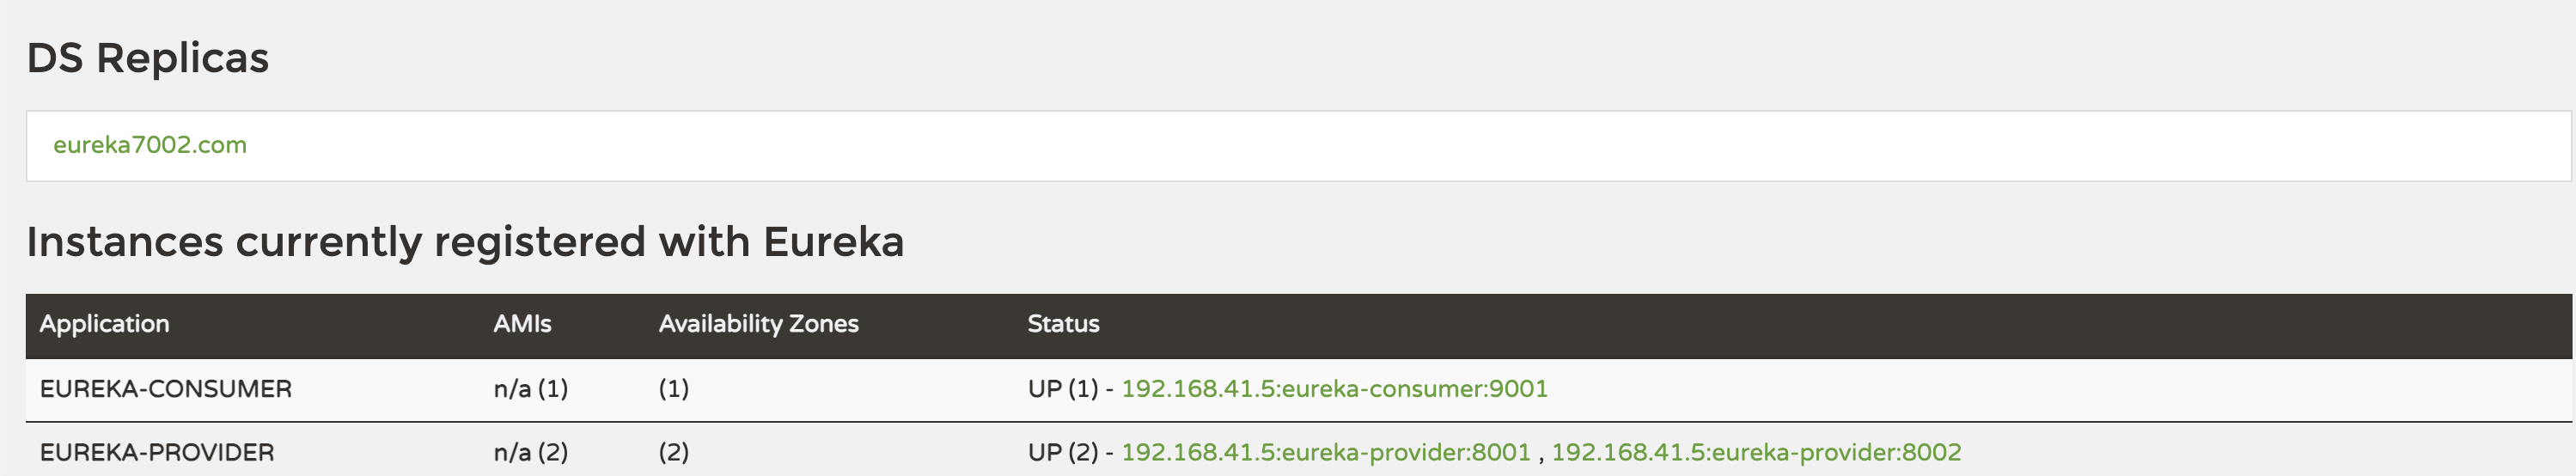 DS Replicas
eureka7002.com
Instances currently registered with Eureka
Application AMIs Availability Zones Status
EUREKA-CONSUMER n/a (1) (1) UP (1) - 192.168.41.5:eureka-consumer:9001
EUREKA-PROVIDER n/a (2) (2) UP (2) - 192.168.41.5:eureka-provider:8001 , 192.168.41.5:eureka-provider:8002